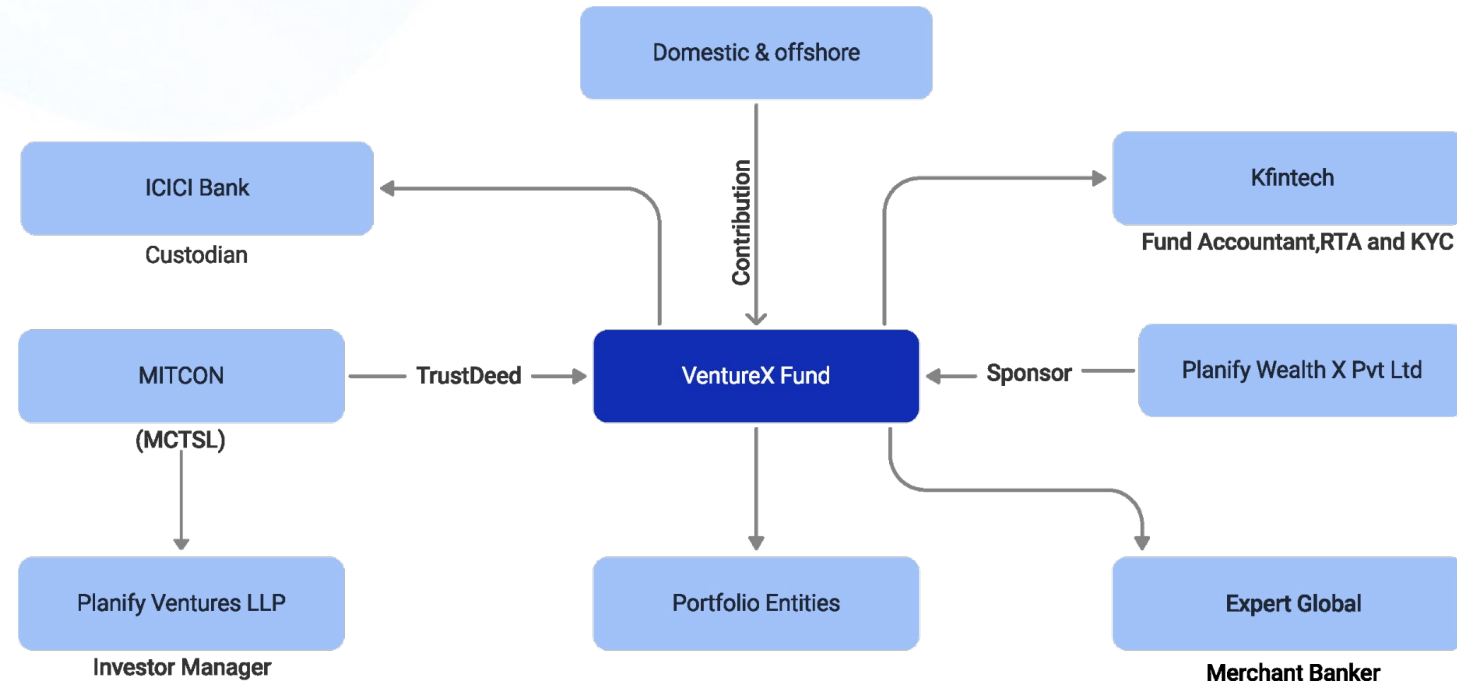 Domestic & offshore
ICICI Bank
Custodian
Contribution
Kfintech
Fund Accountant,RTA and KYC
MITCON
(MCTSL)
TrustDeed
VentureX Fund
Sponsor
Planify Wealth X Pvt Ltd
Planify Ventures LLP
Investor Manager
Portfolio Entities
Expert Global
Merchant Banker